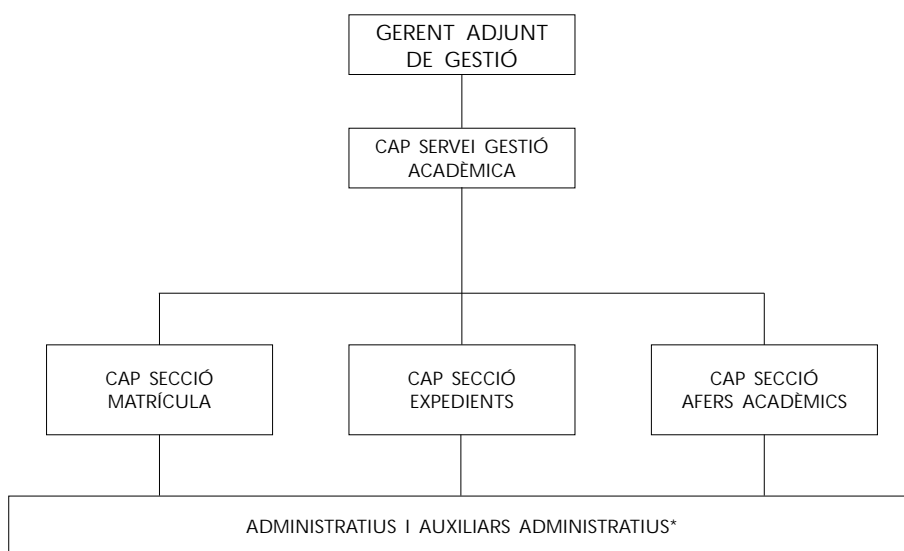 GERENT ADJUNT
DE GESTIÓ
CAP SERVEI GESTIÓ
ACADÈMICA
CAP SECCIÓ
MATRÍCULA
CAP SECCIÓ
EXPEDIENTS
CAP SECCIÓ
AFERS ACADÈMICS
ADMINISTRATIUS I AUXILIARS ADMINISTRATIUS*